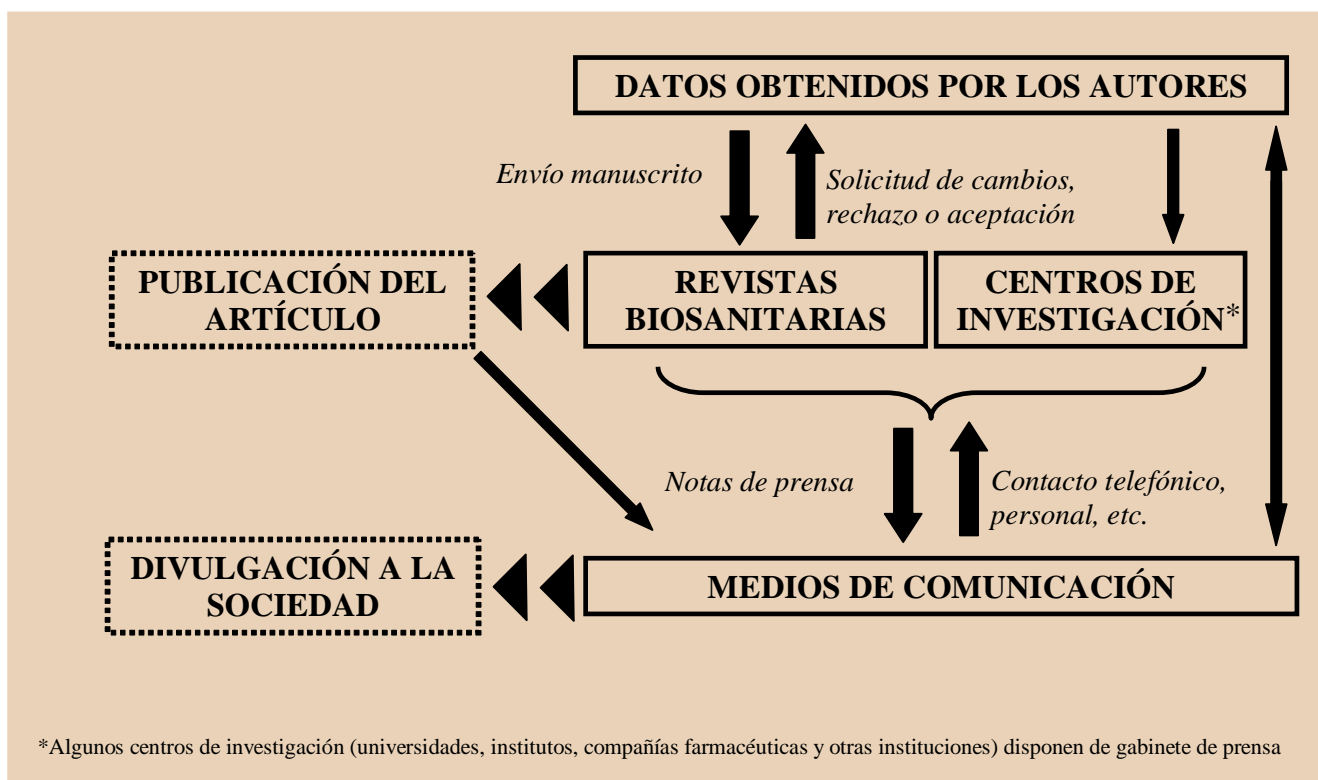 DATOS OBTENIDOS POR LOS AUTORES
Envío manuscrito
Solicitud de cambios,
rechazo o aceptación
PUBLICACIÓN DEL
ARTÍCULO
REVISTAS
BIOSANITARIAS
CENTROS DE
INVESTIGACIÓN*
Notas de prensa
Contacto telefónico,
personal, etc.
DIVULGACIÓN A LA
SOCIEDAD
MEDIOS DE COMUNICACIÓN
*Algunos centros de investigación (universidades, institutos, compañías farmacéuticas y otras instituciones) disponen de gabinete de prensa